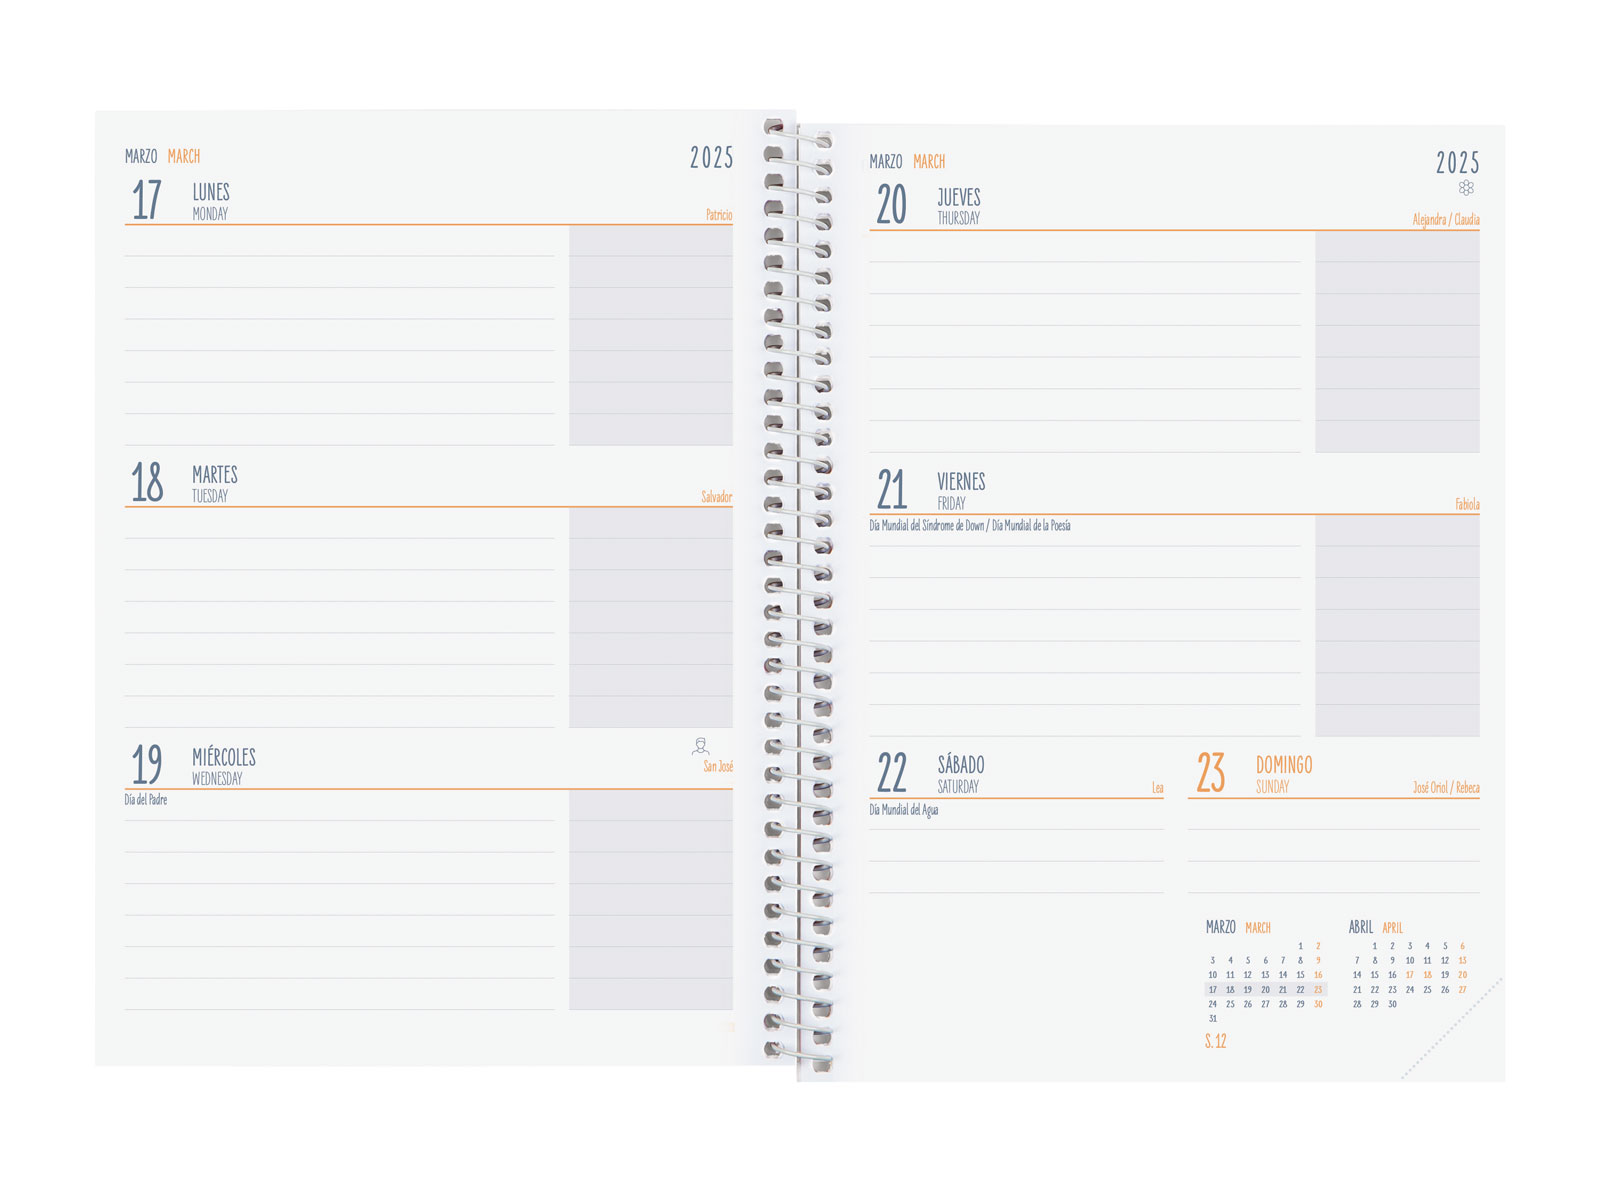 MARZO MARCH 2025
17 LUNES
MONDAY
Patricio
18 MARTES
TUESDAY
Salvador
19 MIÉRCOLES
WEDNESDAY
San José
Día del Padre
MARZO MARCH 2025
20 JUEVES
THURSDAY
Alejandra / Claudia
21 VIERNES
FRIDAY
Fabiola
Día Mundial del Síndrome de Down / Día Mundial de la Poesía
22 SÁBADO
SATURDAY
Lea
Día Mundial del Agua
23 DOMINGO
SUNDAY
José Oriol / Rebeca
MARZO MARCH
1 2
3 4 5 6 7 8 9
10 11 12 13 14 15 16
17 18 19 20 21 22 23
24 25 26 27 28 29 30
31
S. 12
ABRIL APRIL
1 2 3 4 5 6
7 8 9 10 11 12 13
14 15 16 17 18 19 20
21 22 23 24 25 26 27
28 29 30